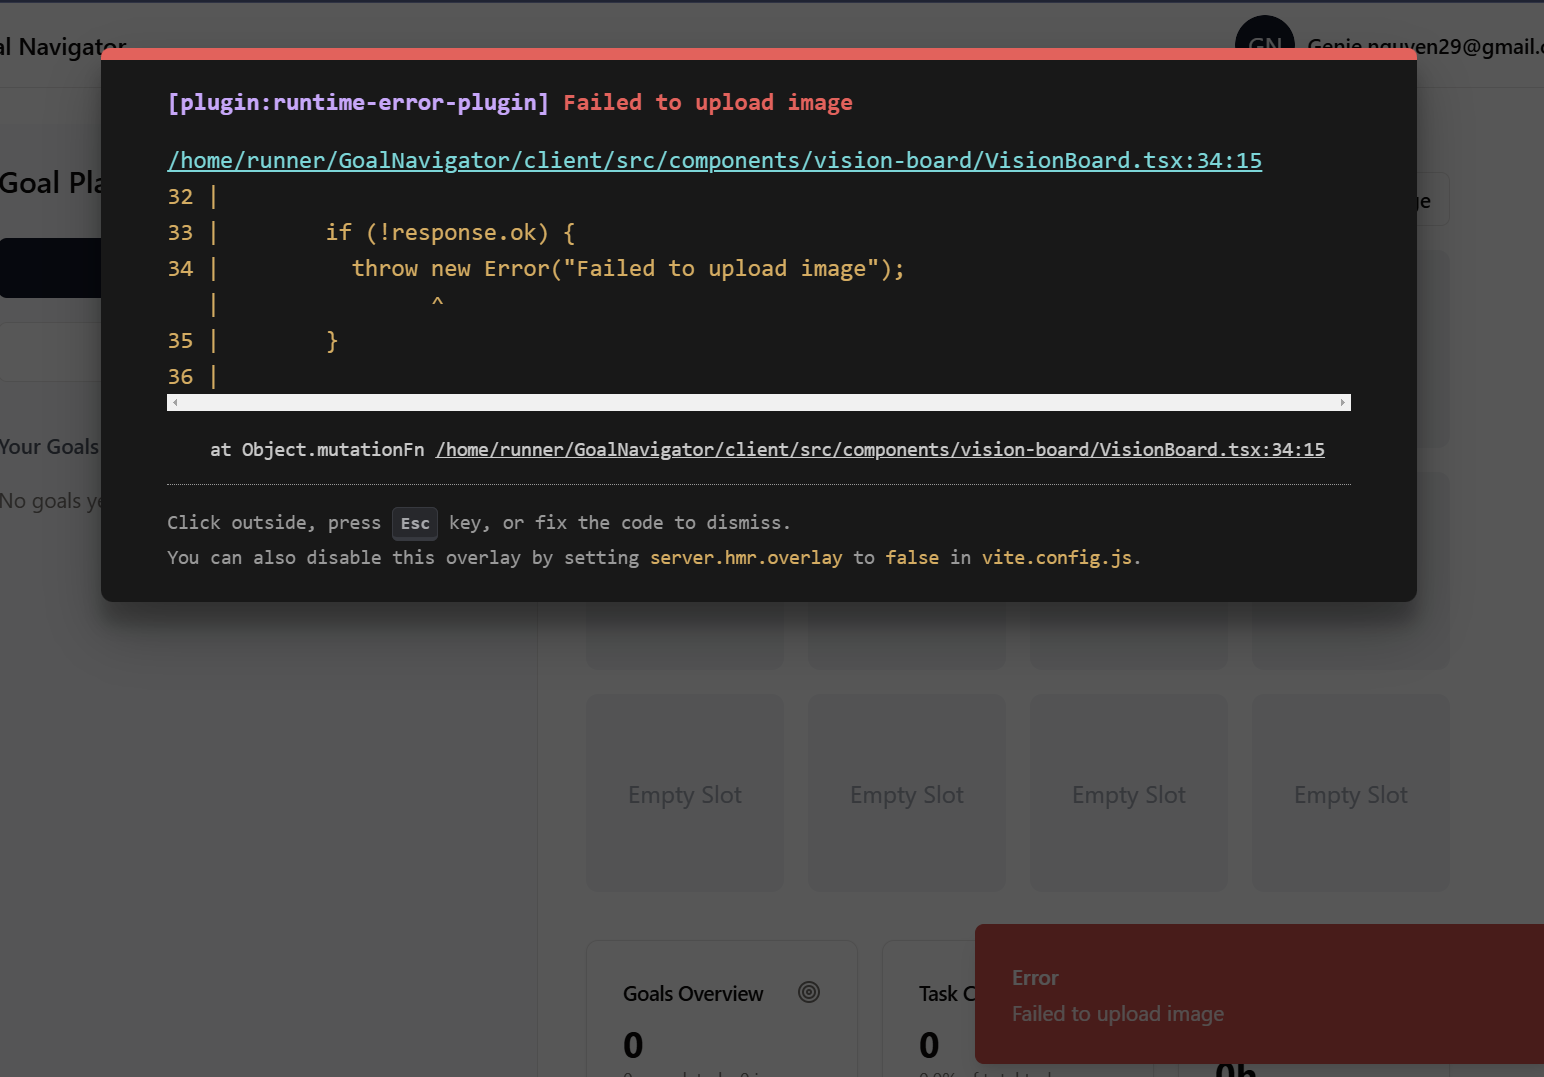 al Navigator
GN Genie.nguyen29@gmail.c
[plugin:runtime-error-plugin] Failed to upload image
/home/runner/GoalNavigator/client/src/components/vision-board/VisionBoard.tsx:34:15
32 |
33 |        if (!response.ok) {
34 |          throw new Error("Failed to upload image");
   |                ^
35 |        }
36 |
at Object.mutationFn /home/runner/GoalNavigator/client/src/components/vision-board/VisionBoard.tsx:34:15
Click outside, press Esc key, or fix the code to dismiss.
You can also disable this overlay by setting server.hmr.overlay to false in vite.config.js.
Goal Pla
ge
Your Goals
No goals ye
Empty Slot Empty Slot Empty Slot Empty Slot
Goals Overview
0
Task C
0
0h
Error
Failed to upload image